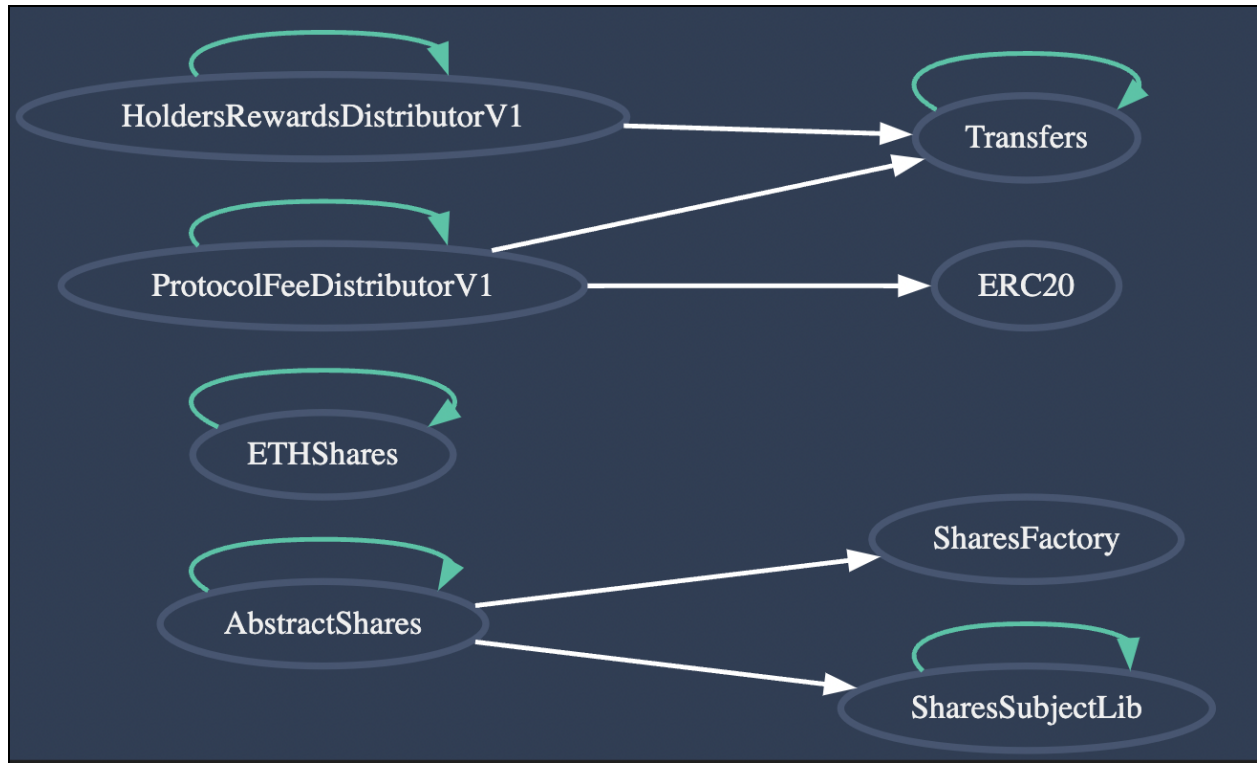 HoldersRewardsDistributorV1
Transfers
ProtocolFeeDistributorV1
ERC20
ETHShares
SharesFactory
AbstractShares
SharesSubjectLib